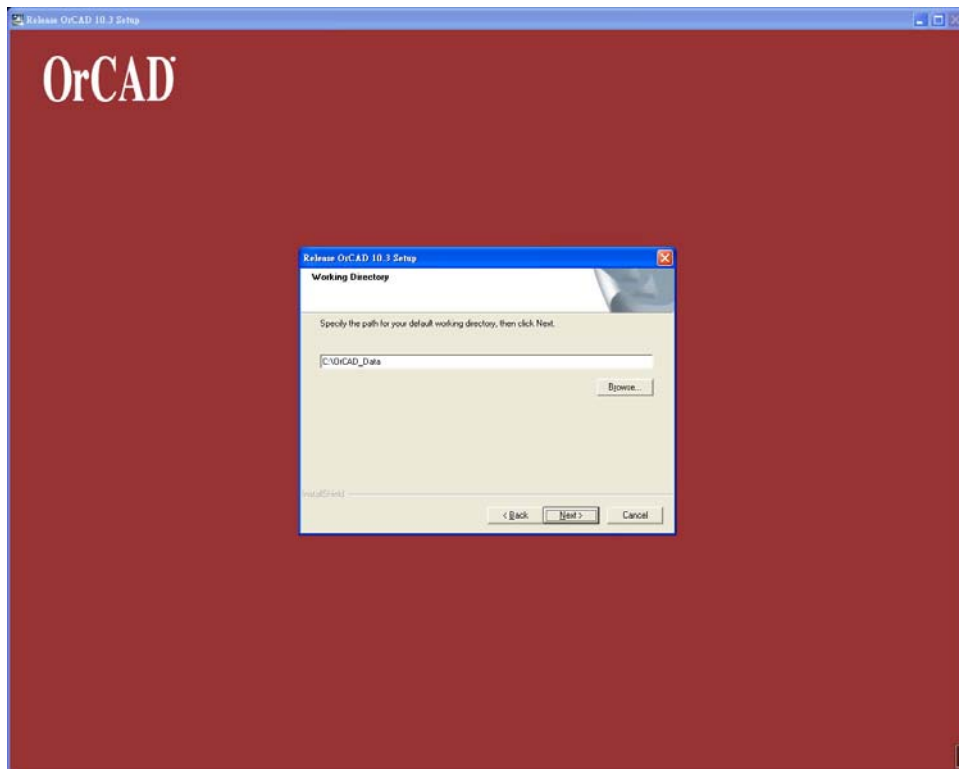 Release OrCAD 10.3 Setup
OrCAD
Release OrCAD 10.3 Setup
Working Directory
Specify the path for your default working directory, then click Next.
C:\OrCAD_Data
Browse...
InstallShield
< Back Next > Cancel